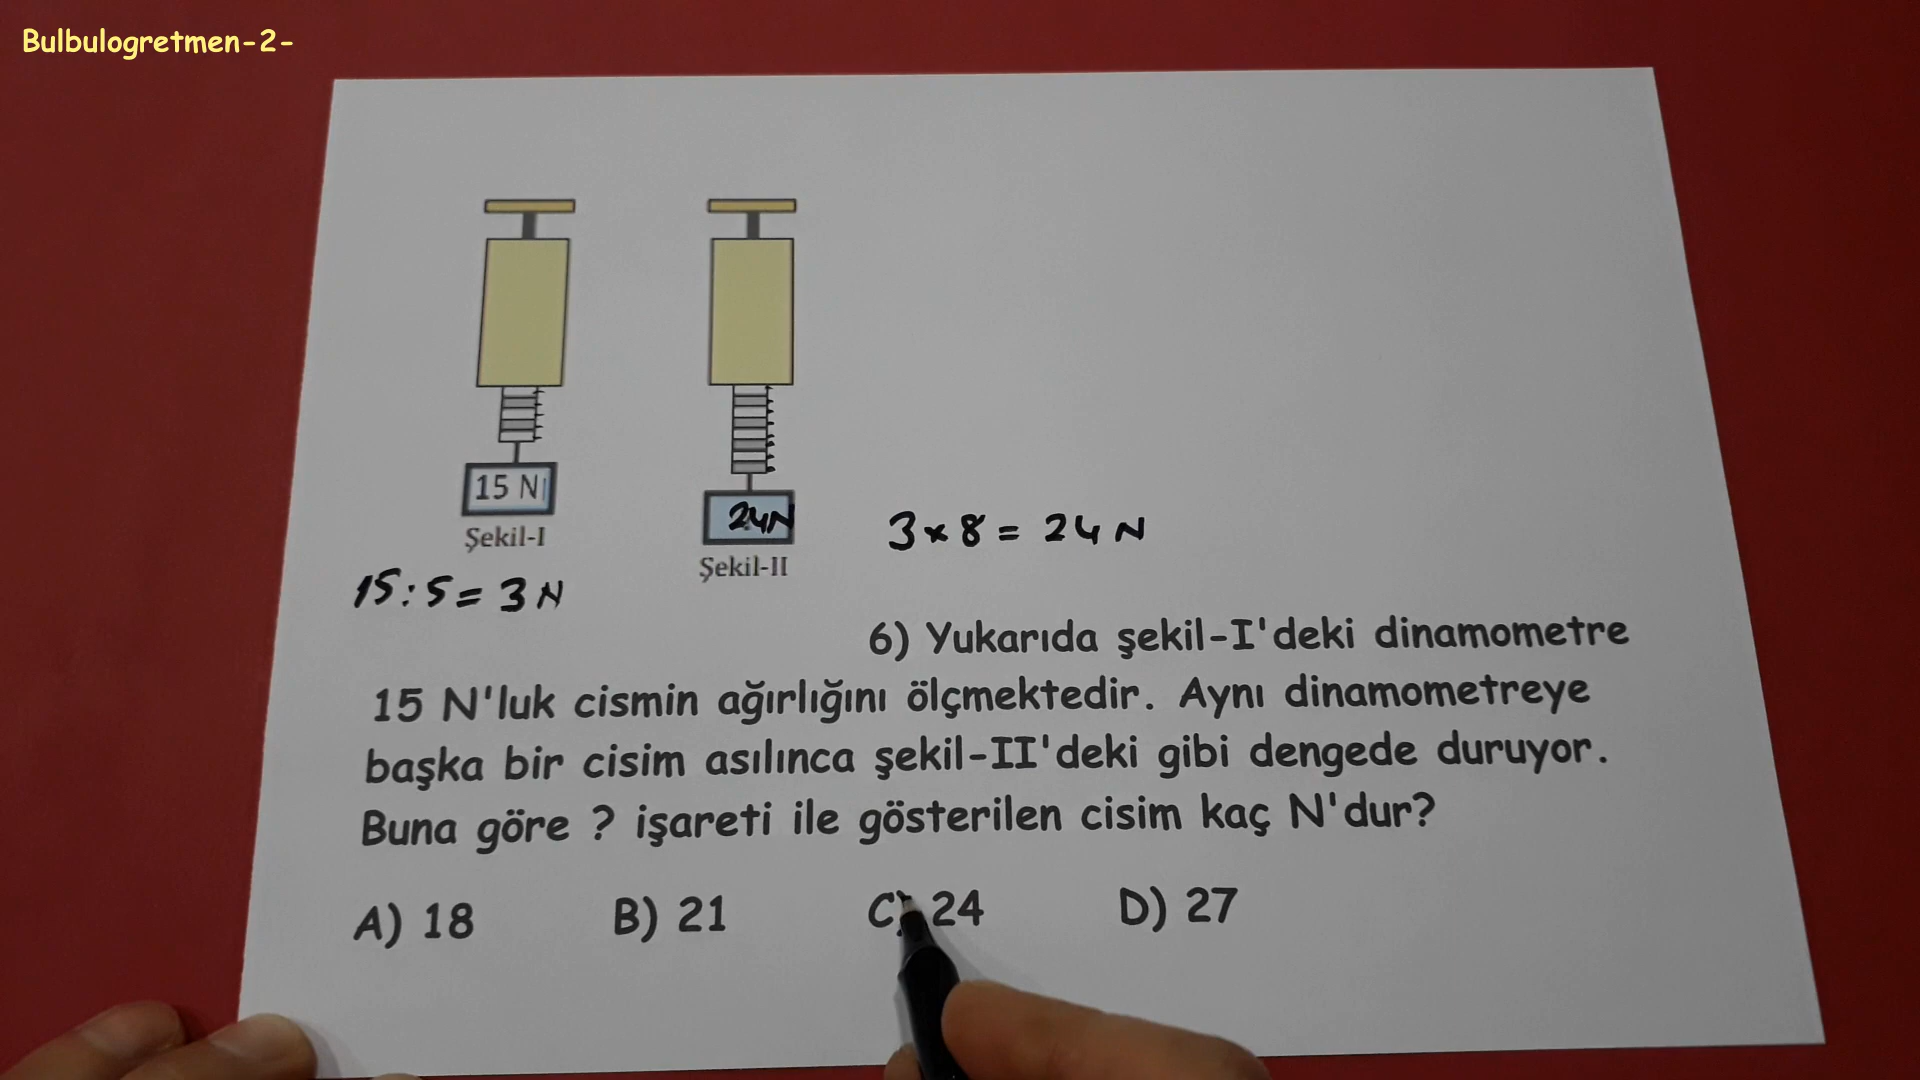 Bulbulogretmen-2-
15 N
Şekil-I
24N
Şekil-II
3 x 8 = 24 N
15 : 5 = 3 N
6) Yukarıda şekil-I'deki dinamometre
15 N'luk cismin ağırlığını ölçmektedir. Aynı dinamometreye
başka bir cisim asılınca şekil-II'deki gibi dengede duruyor.
Buna göre ? işareti ile gösterilen cisim kaç N'dur?
A) 18 B) 21 C) 24 D) 27